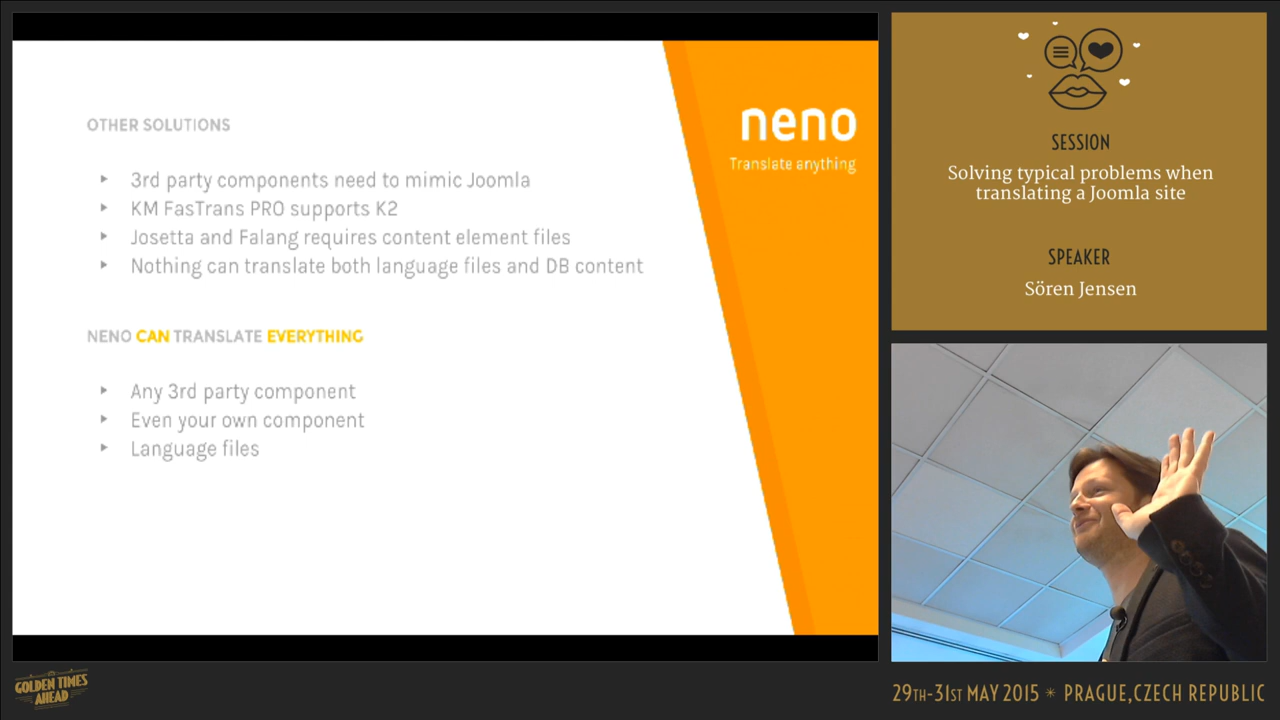 OTHER SOLUTIONS
‣ 3rd party components need to mimic Joomla
‣ KM FasTrans PRO supports K2
‣ Josetta and Falang requires content element files
‣ Nothing can translate both language files and DB content
NENO CAN TRANSLATE EVERYTHING
‣ Any 3rd party component
‣ Even your own component
‣ Language files
neno
Translate anything
SESSION
Solving typical problems when
translating a Joomla site
SPEAKER
Sören Jensen
GOLDEN TIMES
AHEAD
29TH-31ST MAY 2015 * PRAGUE, CZECH REPUBLIC